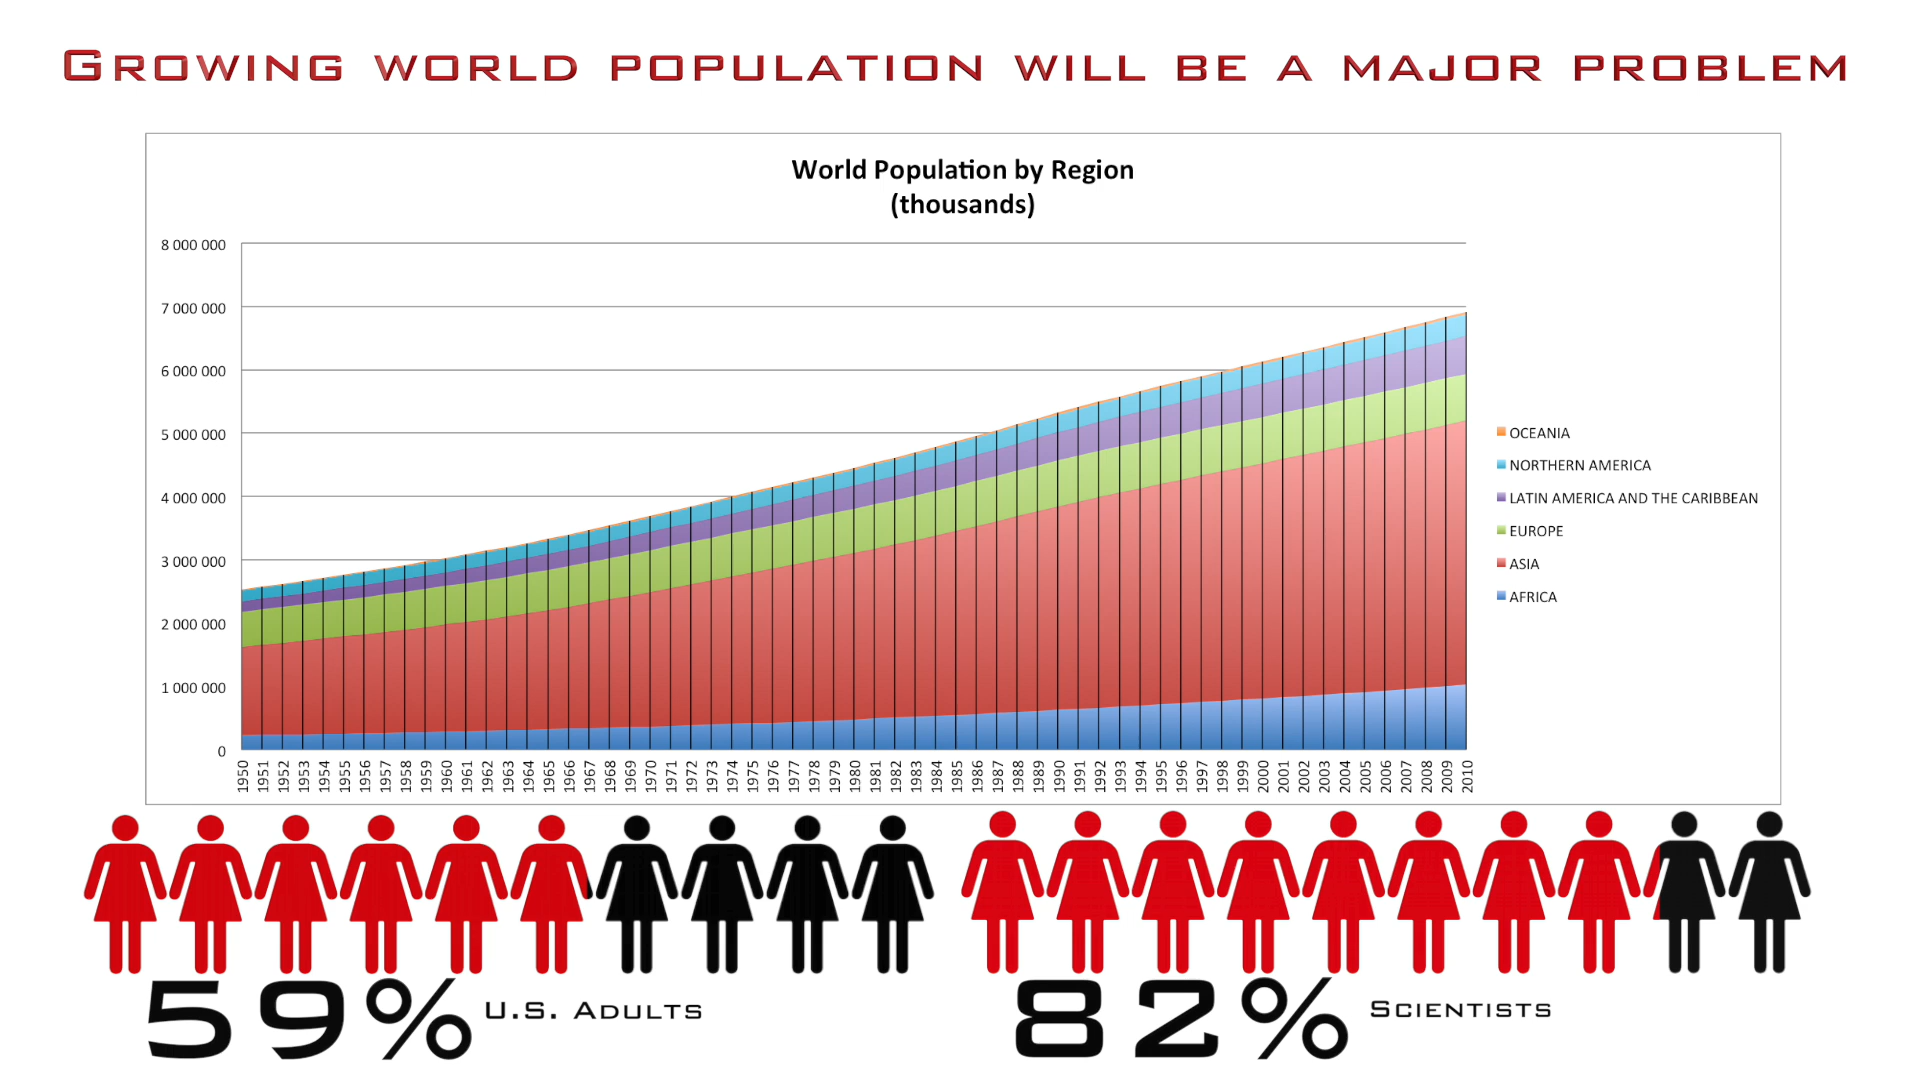 GROWING WORLD POPULATION WILL BE A MAJOR PROBLEM
World Population by Region
(thousands)
8 000 000
7 000 000
6 000 000
5 000 000
4 000 000
3 000 000
2 000 000
1 000 000
0
1950 1951 1952 1953 1954 1955 1956 1957 1958 1959 1960 1961 1962 1963 1964 1965 1966 1967 1968 1969 1970 1971 1972 1973 1974 1975 1976 1977 1978 1979 1980 1981 1982 1983 1984 1985 1986 1987 1988 1989 1990 1991 1992 1993 1994 1995 1996 1997 1998 1999 2000 2001 2002 2003 2004 2005 2006 2007 2008 2009 2010
OCEANIA
NORTHERN AMERICA
LATIN AMERICA AND THE CARIBBEAN
EUROPE
ASIA
AFRICA
59% U.S. ADULTS
82% SCIENTISTS